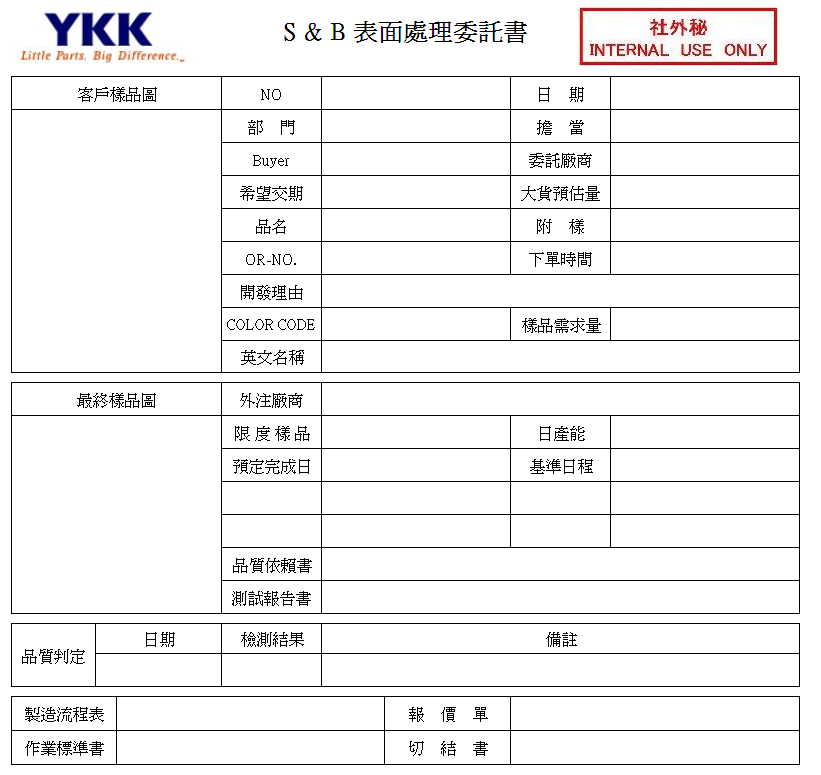 YKK
Little Parts. Big Difference.
S & B 表面處理委託書
社外秘
INTERNAL USE ONLY
客戶樣品圖 NO 日 期
部 門 擔 當
Buyer 委託廠商
希望交期 大貨預估量
品名 附 樣
OR-NO. 下單時間
開發理由
COLOR CODE 樣品需求量
英文名稱
最終樣品圖 外注廠商
限度樣品 日產能
預定完成日 基準日程
品質依賴書
測試報告書
品質判定 日期 檢測結果 備註
製造流程表 報 價 單
作業標準書 切 結 書